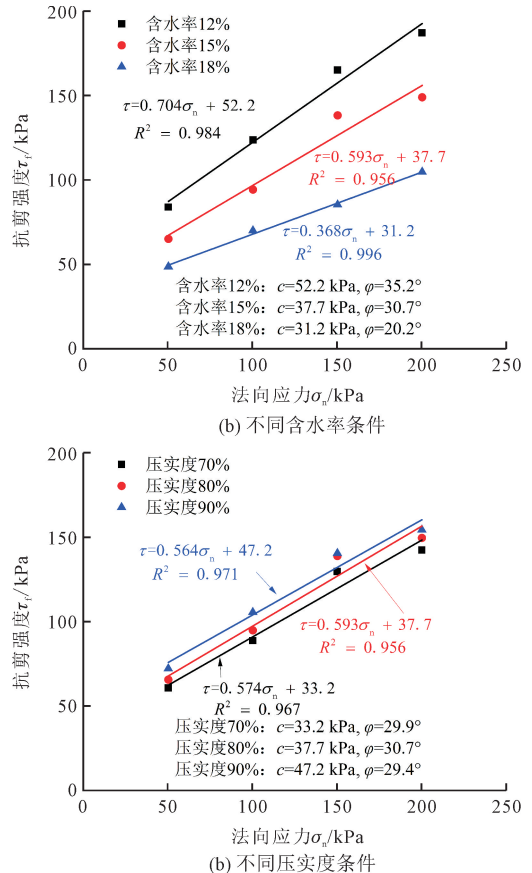 200
含水率12%
含水率15%
含水率18%
150
τ=0.704σn + 52.2
R² = 0.984
抗剪强度τf/kPa
τ=0.593σn + 37.7
R² = 0.956
100
τ=0.368σn + 31.2
R² = 0.996
50
含水率12%：c=52.2 kPa, φ=35.2°
含水率15%：c=37.7 kPa, φ=30.7°
含水率18%：c=31.2 kPa, φ=20.2°
0
0 50 100 150 200 250
法向应力σn/kPa
(b) 不同含水率条件
200
压实度70%
压实度80%
压实度90%
150
τ=0.564σn + 47.2
R² = 0.971
抗剪强度τf/kPa
100
τ=0.593σn + 37.7
R² = 0.956
τ=0.574σn + 33.2
R² = 0.967
50
压实度70%：c=33.2 kPa, φ=29.9°
压实度80%：c=37.7 kPa, φ=30.7°
压实度90%：c=47.2 kPa, φ=29.4°
0
0 50 100 150 200 250
法向应力σn/kPa
(b) 不同压实度条件